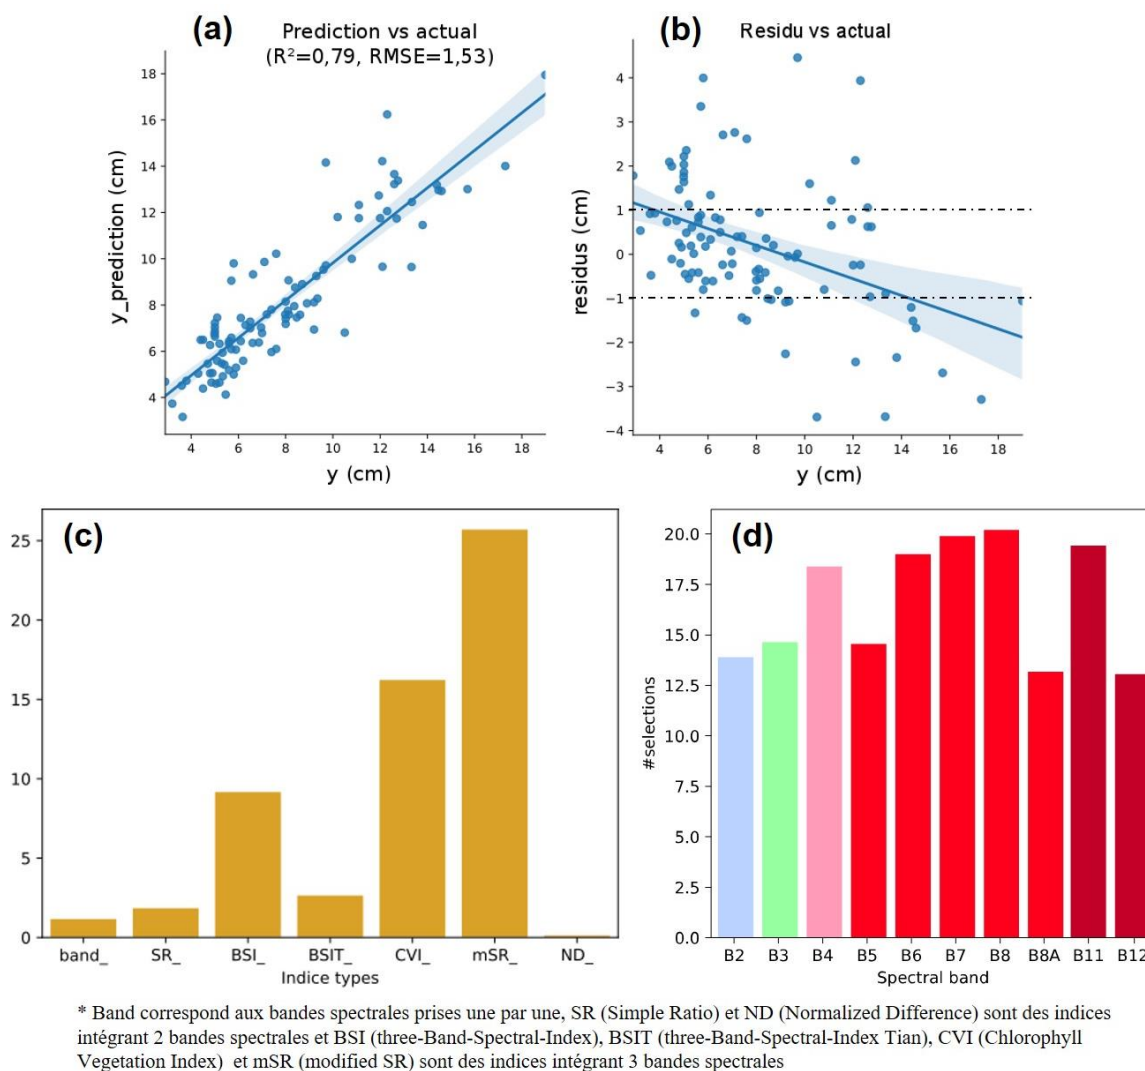 (a)
Prediction vs actual
(R²=0,79, RMSE=1,53)
y_prediction (cm)
18
16
14
12
10
8
6
4
4 6 8 10 12 14 16 18
y (cm)
(b)
Residu vs actual
residus (cm)
4
3
2
1
0
−1
−2
−3
−4
4 6 8 10 12 14 16 18
y (cm)
(c)
25
20
15
10
5
0
band_ SR_ BSI_ BSIT_ CVI_ mSR_ ND_
Indice types
(d)
#selections
20.0
17.5
15.0
12.5
10.0
7.5
5.0
2.5
0.0
B2 B3 B4 B5 B6 B7 B8 B8A B11 B12
Spectral band
* Band correspond aux bandes spectrales prises une par une, SR (Simple Ratio) et ND (Normalized Difference) sont des indices
intégrant 2 bandes spectrales et BSI (three-Band-Spectral-Index), BSIT (three-Band-Spectral-Index Tian), CVI (Chlorophyll
Vegetation Index) et mSR (modified SR) sont des indices intégrant 3 bandes spectrales